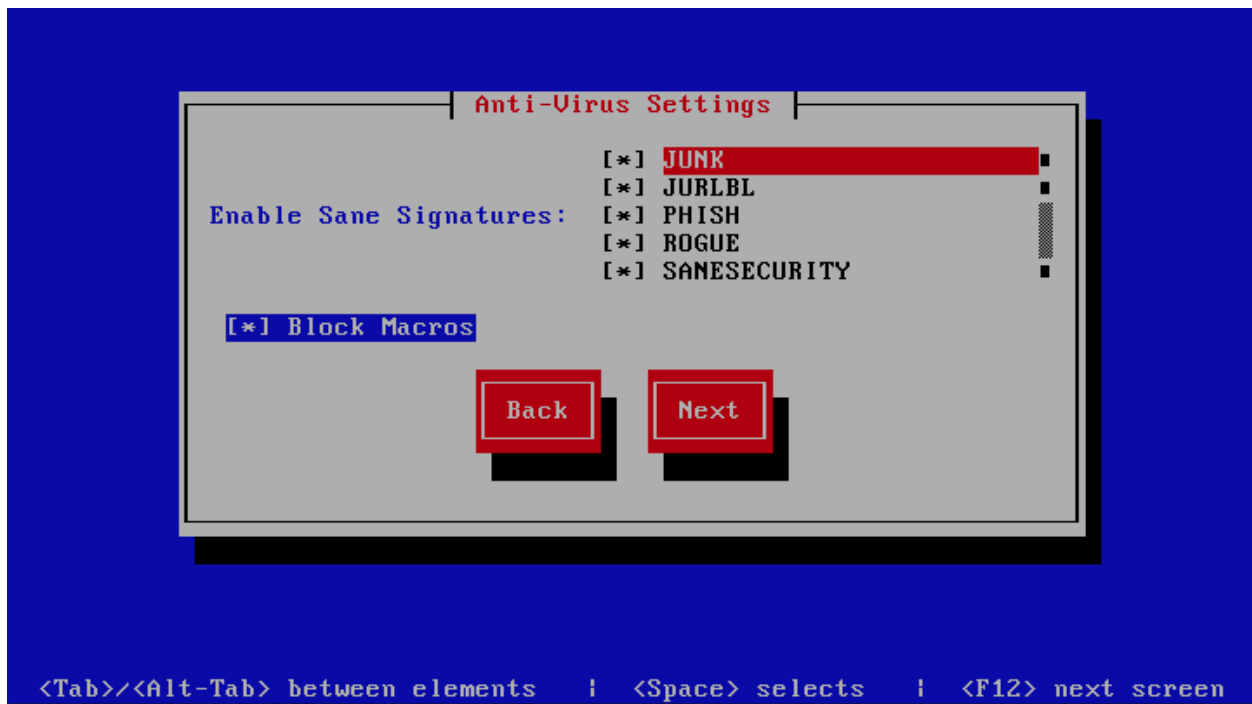 Anti-Virus Settings
[*] JUNK
[*] JURLBL
Enable Sane Signatures: [*] PHISH
[*] ROGUE
[*] SANESECURITY
[*] Block Macros
Back Next
<Tab>/<Alt-Tab> between elements | <Space> selects | <F12> next screen